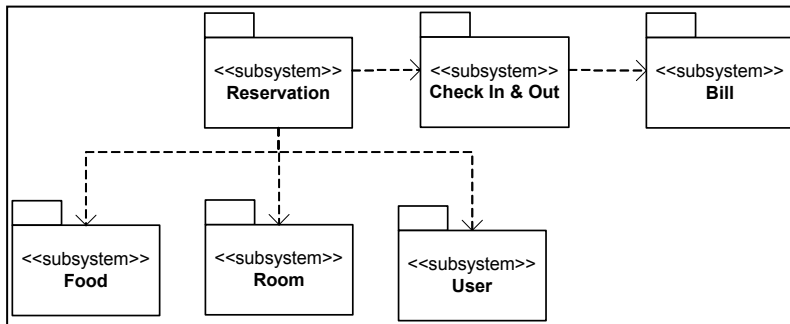 <<subsystem>>
Reservation
<<subsystem>>
Check In & Out
<<subsystem>>
Bill
<<subsystem>>
Food
<<subsystem>>
Room
<<subsystem>>
User